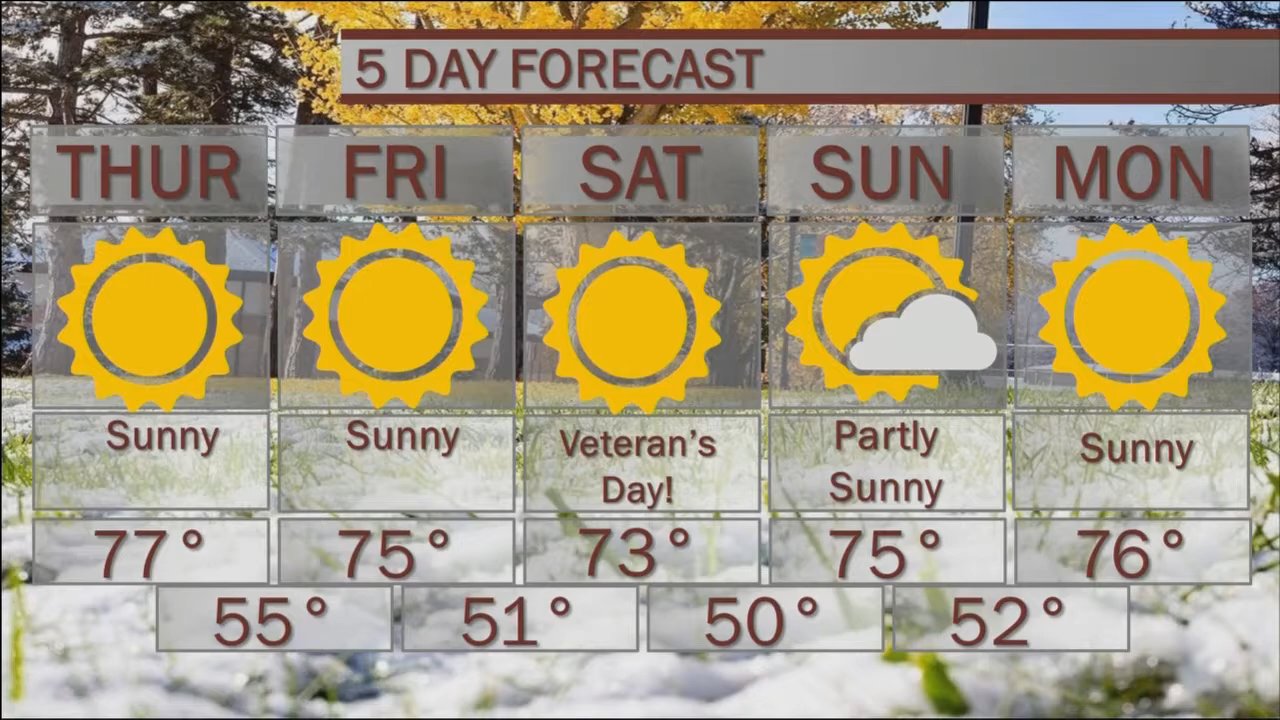 5 DAY FORECAST
THUR FRI SAT SUN MON
Sunny Sunny Veteran’s Partly Sunny
Day! Sunny
77° 75° 73° 75° 76°
55° 51° 50° 52°